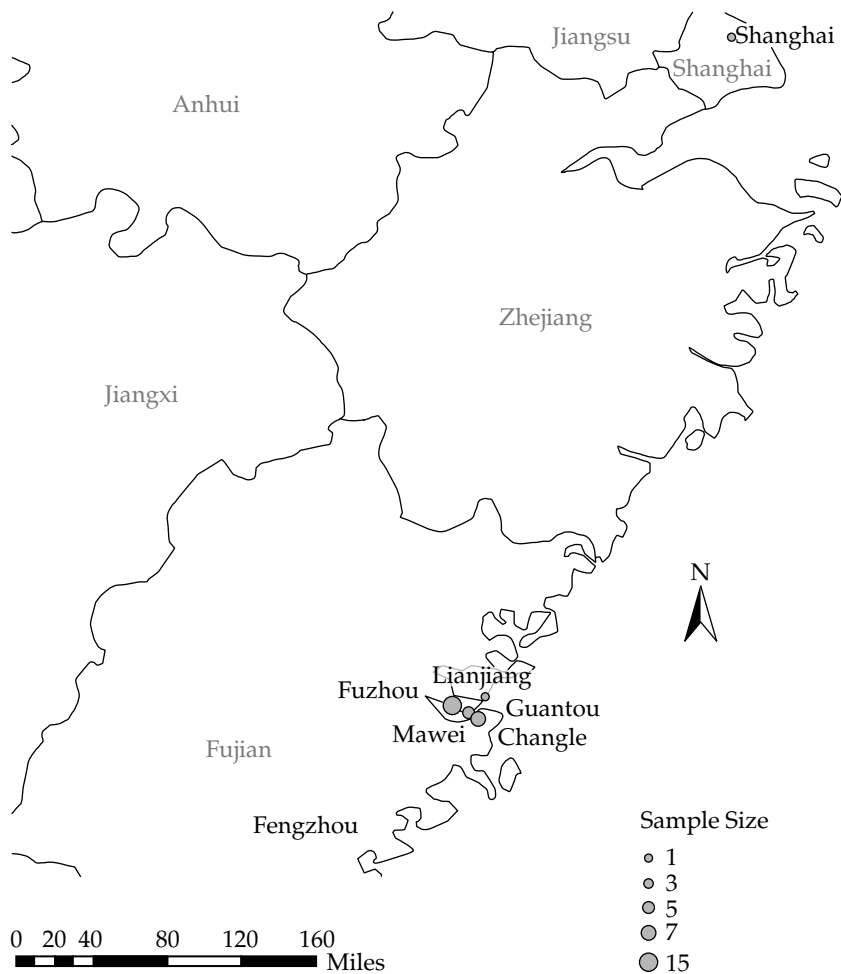 Jiangsu
Shanghai
Shanghai
Anhui
Zhejiang
Jiangxi
N
Lianjiang
Fuzhou
Guantou
Mawei
Changle
Fujian
Fengzhou
Sample Size
1
3
5
7
15
0 20 40 80 120 160
Miles